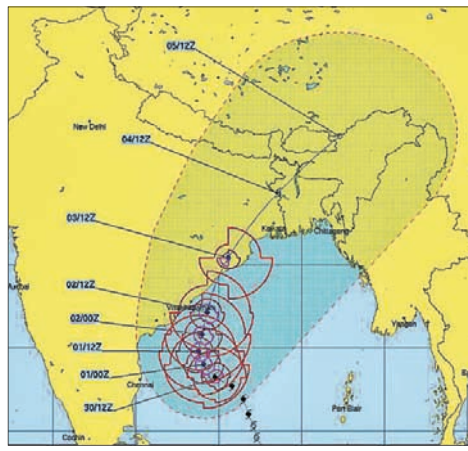 05/12Z
New Delhi
04/12Z
03/12Z
Chittagong
02/12Z
02/00Z
Yangon
01/12Z
01/00Z
Chennai
30/12Z
Port Blair
Cochin